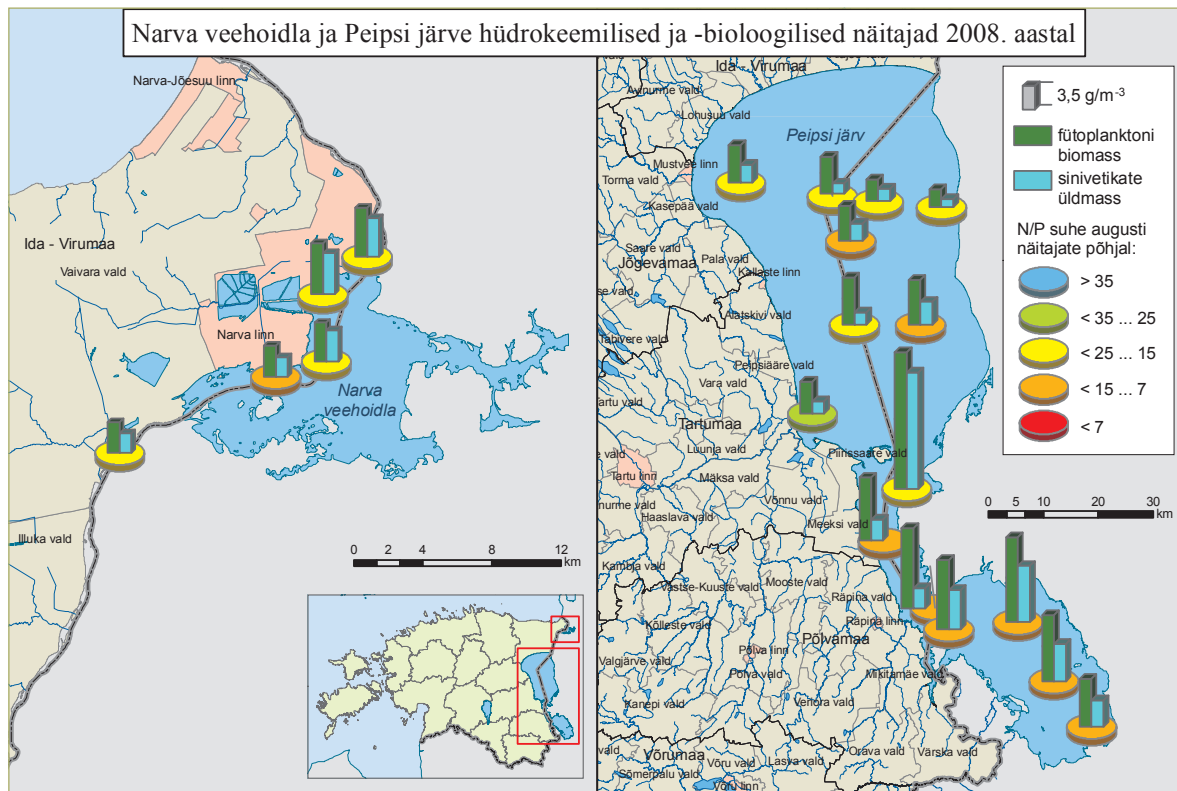 Narva veehoidla ja Peipsi järve hüdrokeemilised ja -bioloogilised näitajad 2008. aastal
Narva-Jõesuu linn
Ida - Virumaa
Vaivara vald
Narva linn
Narva
veehoidla
Illuka vald
0 2 4 8 12
km
Ida - Virumaa
Avinurme vald
Lohusuu vald
Peipsi järv
Mustvee linn
Torma vald
Kasepää vald
Saare vald
Pala vald
Jõgevamaa
Kallaste linn
Alatskivi vald
Tabivere vald
Peipsiääre vald
Vara vald
Tartu vald
Tartumaa
Luunja vald
Piirissaare vald
Tartu linn
Mäksa vald
Võnnu vald
Haaslava vald
Meeksi vald
Kambja vald
Mooste vald
Vastse-Kuuste vald
Räpina vald
Kõlleste vald
Räpina linn
Põlvamaa
Põlva linn
Valgjärve vald
Põlva vald
Mikitamäe vald
Kanepi vald
Veriora vald
Orava vald
Värska vald
Võrumaa
Võru vald
Lasva vald
Sõmerpalu vald
Võru linn
3,5 g/m-³
fütoplanktoni
biomass
sinivetikate
üldmass
N/P suhe augusti
näitajate põhjal:
> 35
< 35 ... 25
< 25 ... 15
< 15 ... 7
< 7
0 5 10 20 30
km